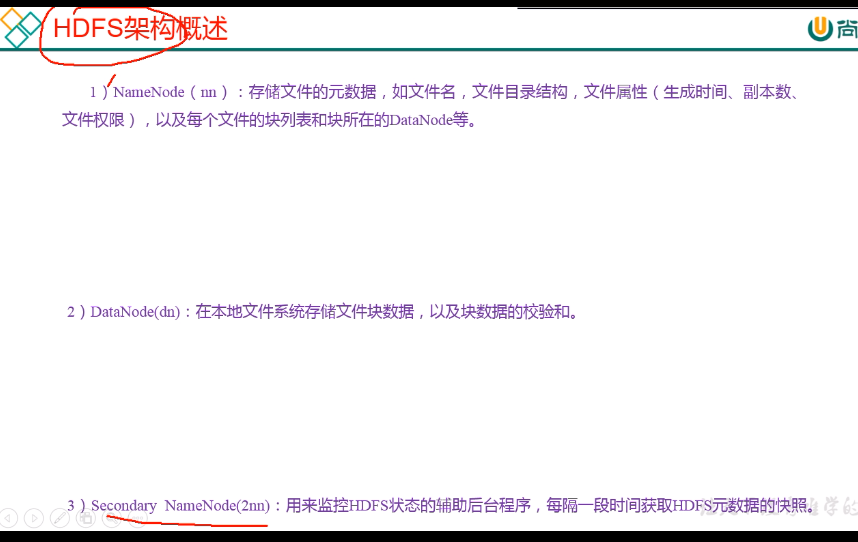 HDFS架构概述
尚
1）NameNode（nn）：存储文件的元数据，如文件名，文件目录结构，文件属性（生成时间、副本数、
文件权限），以及每个文件的块列表和块所在的DataNode等。
2）DataNode(dn)：在本地文件系统存储文件块数据，以及块数据的校验和。
3）Secondary NameNode(2nn)：用来监控HDFS状态的辅助后台程序，每隔一段时间获取HDFS元数据的快照。